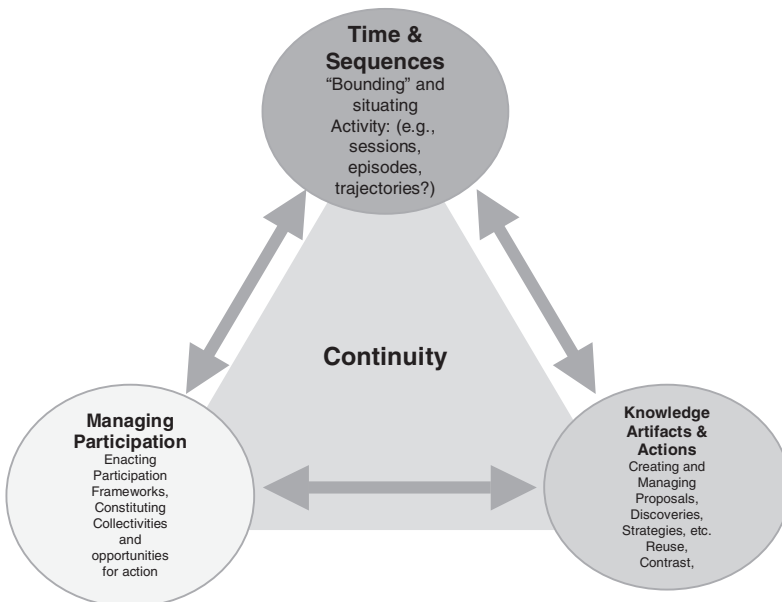 Time &
Sequences
“Bounding” and
situating
Activity: (e.g.,
sessions,
episodes,
trajectories?)
Continuity
Managing
Participation
Enacting
Participation
Frameworks,
Constituting
Collectivities
and
opportunities
for action
Knowledge
Artifacts &
Actions
Creating and
Managing
Proposals,
Discoveries,
Strategies, etc.
Reuse,
Contrast,